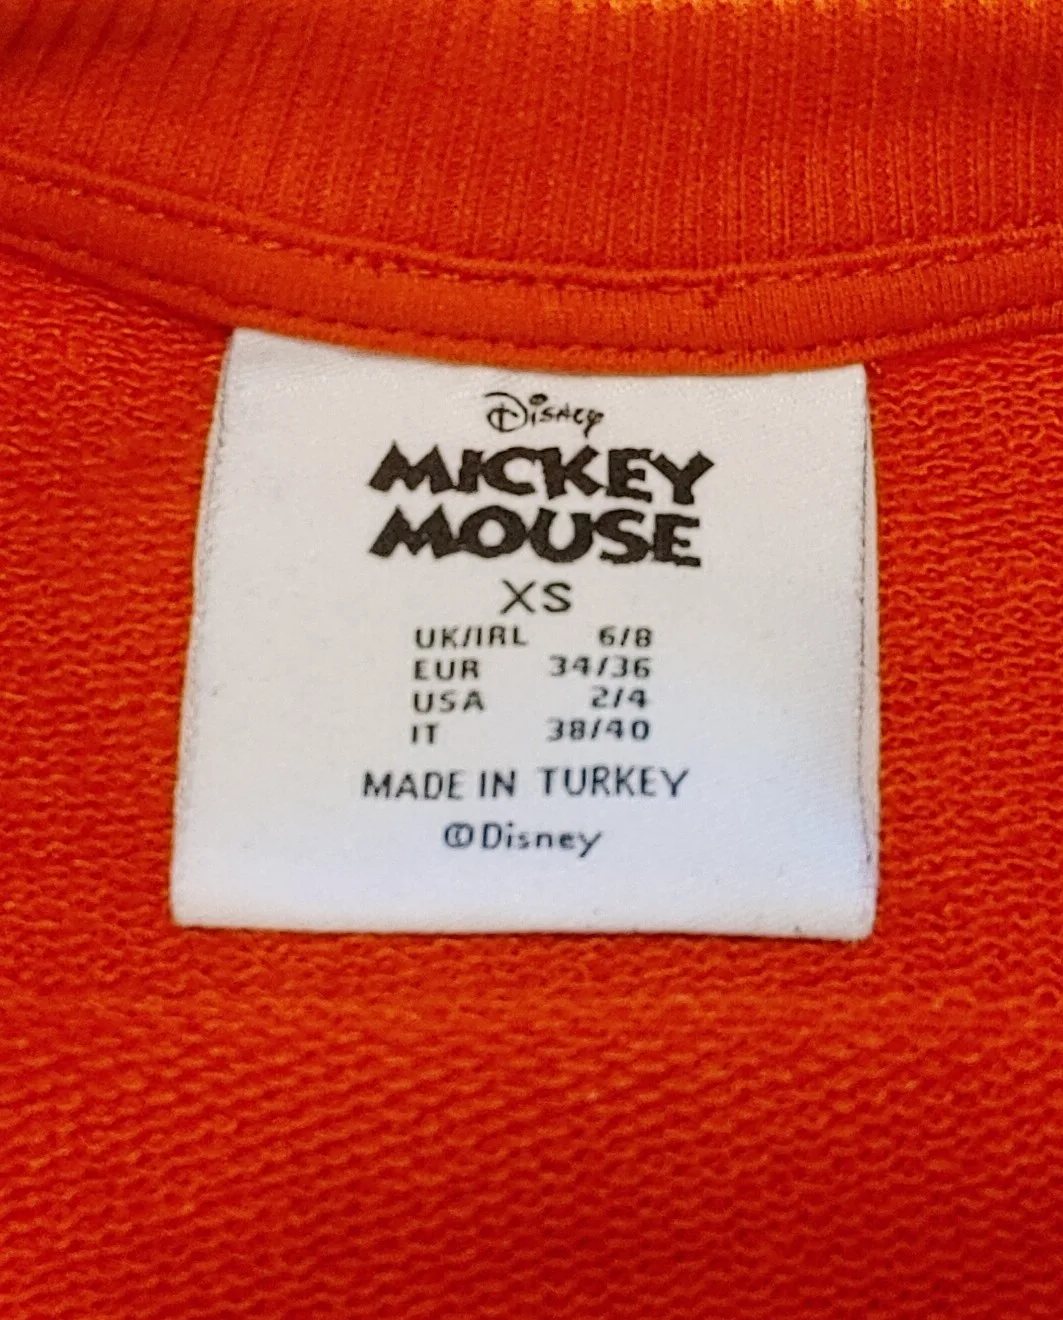 Disney
MICKEY
MOUSE
XS
UK/IRL 6/8
EUR 34/36
USA 2/4
IT 38/40
MADE IN TURKEY
©Disney